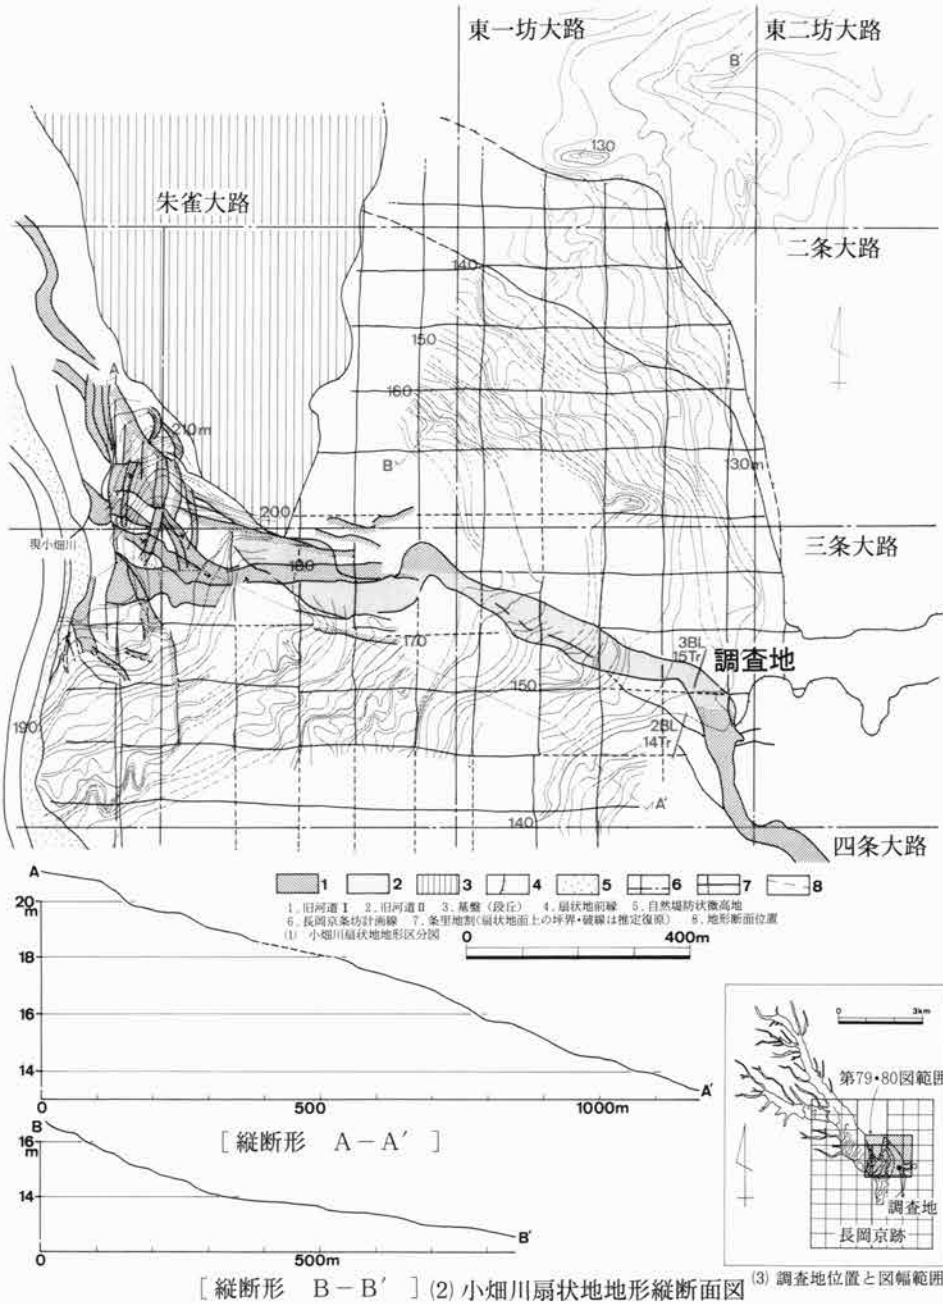 東一坊大路
東二坊大路
B′
130
朱雀大路
二条大路
140
150
A
160
210m
B
130m
200
現小畑川
三条大路
180
170
3BL
15Tr
調査地
150
190
2BL
14Tr
A′
140
四条大路
A
20
m
18
16
14
A′
0
500
1000m
[縦断形 A-A′]
1 2 3 4 5 6 7 8
1. 旧河道Ⅰ 2. 旧河道Ⅱ 3. 基盤(段丘) 4. 扇状地前線 5. 自然堤防状微高地
6. 長岡京条坊計画線 7. 条里地割(扇状地面上の坪界・破線は推定復原) 8. 地形断面位置
(1) 小畑川扇状地地形区分図
0 400m
B
16
m
14
B′
0
500m
[縦断形 B-B′] (2) 小畑川扇状地地形縦断面図
0 3km
第79・80図範囲
調査地
長岡京跡
(3) 調査地位置と図幅範囲